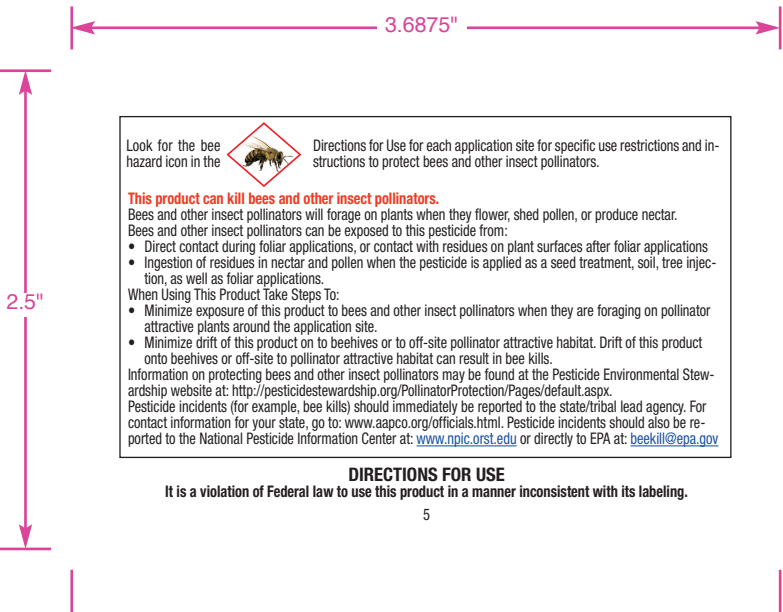 3.6875"
2.5"
Look for the bee
hazard icon in the
Directions for Use for each application site for specific use restrictions and in-
structions to protect bees and other insect pollinators.
This product can kill bees and other insect pollinators.
Bees and other insect pollinators will forage on plants when they flower, shed pollen, or produce nectar.
Bees and other insect pollinators can be exposed to this pesticide from:
• Direct contact during foliar applications, or contact with residues on plant surfaces after foliar applications
• Ingestion of residues in nectar and pollen when the pesticide is applied as a seed treatment, soil, tree injec-
tion, as well as foliar applications.
When Using This Product Take Steps To:
• Minimize exposure of this product to bees and other insect pollinators when they are foraging on pollinator
attractive plants around the application site.
• Minimize drift of this product on to beehives or to off-site pollinator attractive habitat. Drift of this product
onto beehives or off-site to pollinator attractive habitat can result in bee kills.
Information on protecting bees and other insect pollinators may be found at the Pesticide Environmental Stew-
ardship website at: http://pesticidestewardship.org/PollinatorProtection/Pages/default.aspx.
Pesticide incidents (for example, bee kills) should immediately be reported to the state/tribal lead agency. For
contact information for your state, go to: www.aapco.org/officials.html. Pesticide incidents should also be re-
ported to the National Pesticide Information Center at: www.npic.orst.edu or directly to EPA at: beekill@epa.gov
DIRECTIONS FOR USE
It is a violation of Federal law to use this product in a manner inconsistent with its labeling.
5